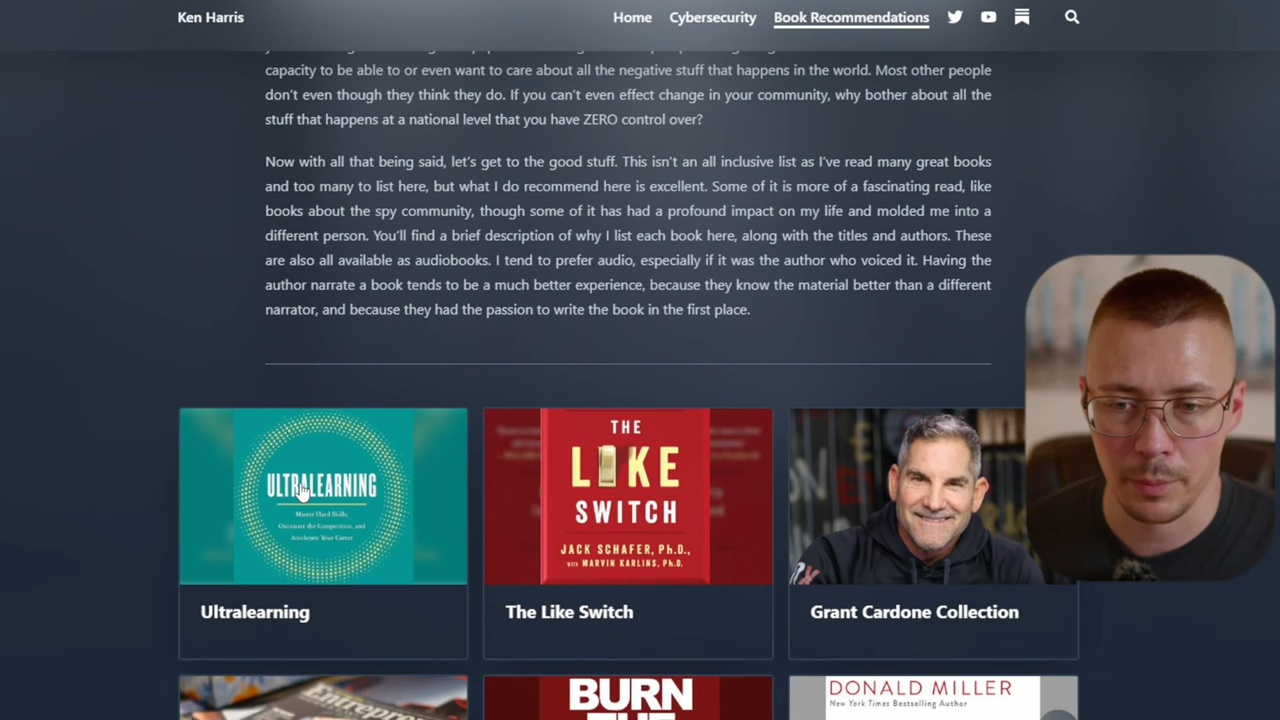 Ken Harris
Home Cybersecurity Book Recommendations
capacity to be able to or even want to care about all the negative stuff that happens in the world. Most other people
don’t even though they think they do. If you can’t even effect change in your community, why bother about all the
stuff that happens at a national level that you have ZERO control over?
Now with all that being said, let’s get to the good stuff. This isn’t an all inclusive list as I’ve read many great books
and too many to list here, but what I do recommend here is excellent. Some of it is more of a fascinating read, like
books about the spy community, though some of it has had a profound impact on my life and molded me into a
different person. You’ll find a brief description of why I list each book here, along with the titles and authors. These
are also all available as audiobooks. I tend to prefer audio, especially if it was the author who voiced it. Having the
author narrate a book tends to be a much better experience, because they know the material better than a different
narrator, and because they had the passion to write the book in the first place.
ULTRALEARNING
Master Hard Skills,
Outsmart the Competition, and
Accelerate Your Career
Ultralearning
THE
LIKE
SWITCH
JACK SCHAFER, Ph.D.,
WITH MARVIN KARLINS, Ph.D.
The Like Switch
Grant Cardone Collection
BURN
THE
DONALD MILLER
New York Times Bestselling Author